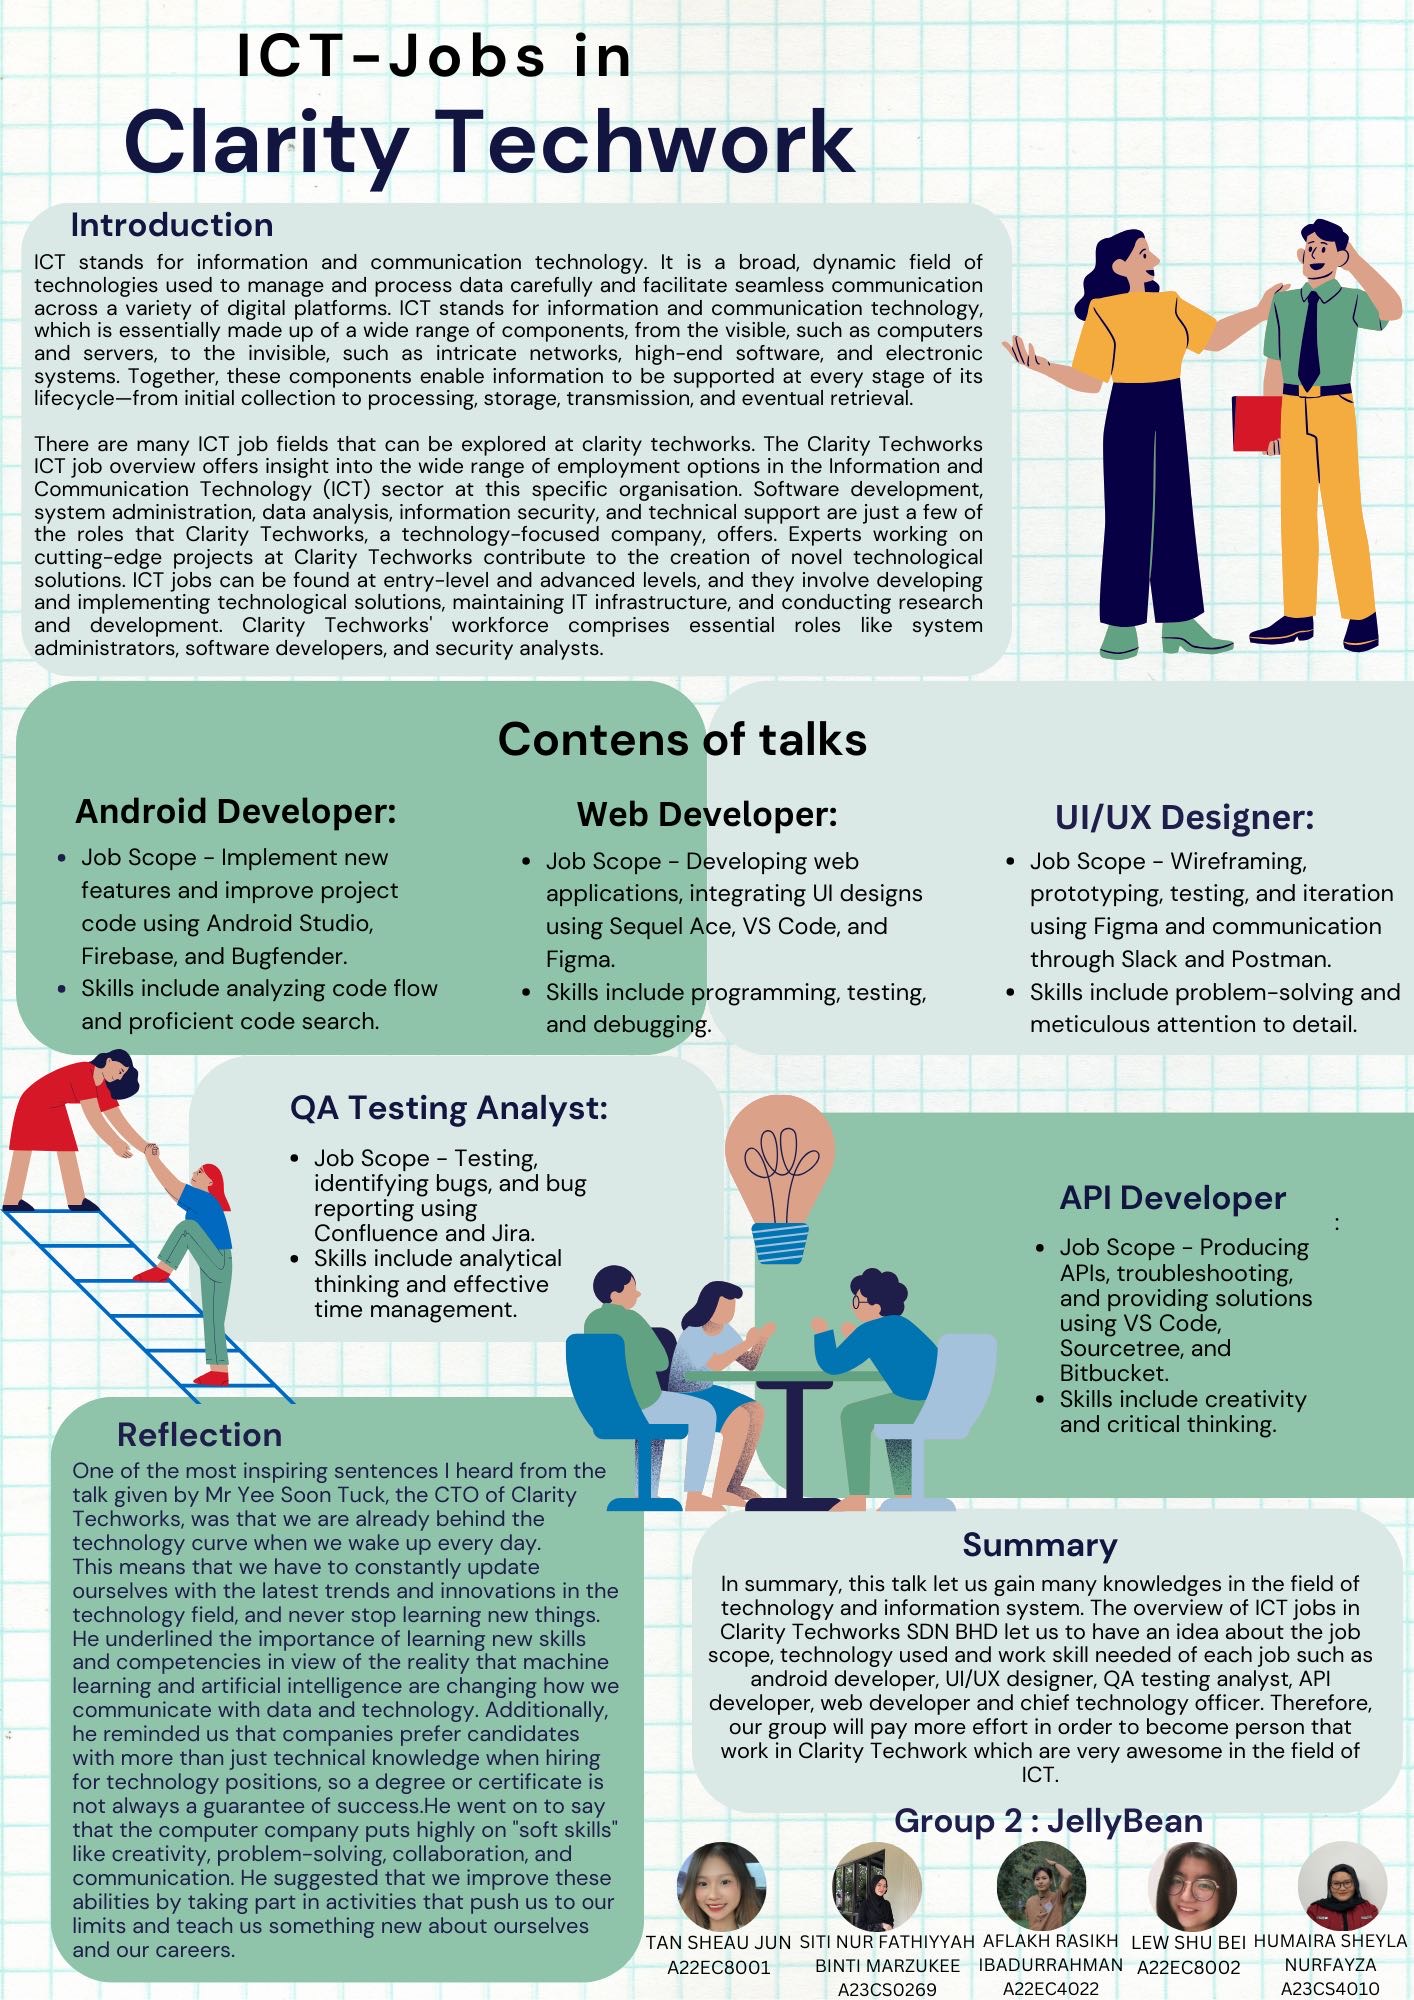 ICT-Jobs in
Clarity Techwork
Introduction
ICT stands for information and communication technology. It is a broad, dynamic field of
technologies used to manage and process data carefully and facilitate seamless communication
across a variety of digital platforms. ICT stands for information and communication technology,
which is essentially made up of a wide range of components, from the visible, such as computers
and servers, to the invisible, such as intricate networks, high-end software, and electronic
systems. Together, these components enable information to be supported at every stage of its
lifecycle—from initial collection to processing, storage, transmission, and eventual retrieval.
There are many ICT job fields that can be explored at clarity techworks. The Clarity Techworks
ICT job overview offers insight into the wide range of employment options in the Information and
Communication Technology (ICT) sector at this specific organisation. Software development,
system administration, data analysis, information security, and technical support are just a few of
the roles that Clarity Techworks, a technology-focused company, offers. Experts working on
cutting-edge projects at Clarity Techworks contribute to the creation of novel technological
solutions. ICT jobs can be found at entry-level and advanced levels, and they involve developing
and implementing technological solutions, maintaining IT infrastructure, and conducting research
and development. Clarity Techworks' workforce comprises essential roles like system
administrators, software developers, and security analysts.
Contens of talks
Android Developer:
• Job Scope - Implement new
features and improve project
code using Android Studio,
Firebase, and Bugfender.
• Skills include analyzing code flow
and proficient code search.
Web Developer:
• Job Scope - Developing web
applications, integrating UI designs
using Sequel Ace, VS Code, and
Figma.
• Skills include programming, testing,
and debugging.
UI/UX Designer:
• Job Scope - Wireframing,
prototyping, testing, and iteration
using Figma and communication
through Slack and Postman.
• Skills include problem-solving and
meticulous attention to detail.
QA Testing Analyst:
• Job Scope - Testing,
identifying bugs, and bug
reporting using
Confluence and Jira.
• Skills include analytical
thinking and effective
time management.
API Developer
:
• Job Scope - Producing
APIs, troubleshooting,
and providing solutions
using VS Code,
Sourcetree, and
Bitbucket.
• Skills include creativity
and critical thinking.
Reflection
One of the most inspiring sentences I heard from the
talk given by Mr Yee Soon Tuck, the CTO of Clarity
Techworks, was that we are already behind the
technology curve when we wake up every day.
This means that we have to constantly update
ourselves with the latest trends and innovations in the
technology field, and never stop learning new things.
He underlined the importance of learning new skills
and competencies in view of the reality that machine
learning and artificial intelligence are changing how we
communicate with data and technology. Additionally,
he reminded us that companies prefer candidates
with more than just technical knowledge when hiring
for technology positions, so a degree or certificate is
not always a guarantee of success.He went on to say
that the computer company puts highly on "soft skills"
like creativity, problem-solving, collaboration, and
communication. He suggested that we improve these
abilities by taking part in activities that push us to our
limits and teach us something new about ourselves
and our careers.
Summary
In summary, this talk let us gain many knowledges in the field of
technology and information system. The overview of ICT jobs in
Clarity Techworks SDN BHD let us to have an idea about the job
scope, technology used and work skill needed of each job such as
android developer, UI/UX designer, QA testing analyst, API
developer, web developer and chief technology officer. Therefore,
our group will pay more effort in order to become person that
work in Clarity Techwork which are very awesome in the field of
ICT.
Group 2 : JellyBean
TAN SHEAU JUN
A22EC8001
SITI NUR FATHIYYAH
BINTI MARZUKEE
A23CS0269
AFLAKH RASIKH
IBADURRAHMAN
A22EC4022
LEW SHU BEI
A22EC8002
HUMAIRA SHEYLA
NURFAYZA
A23CS4010